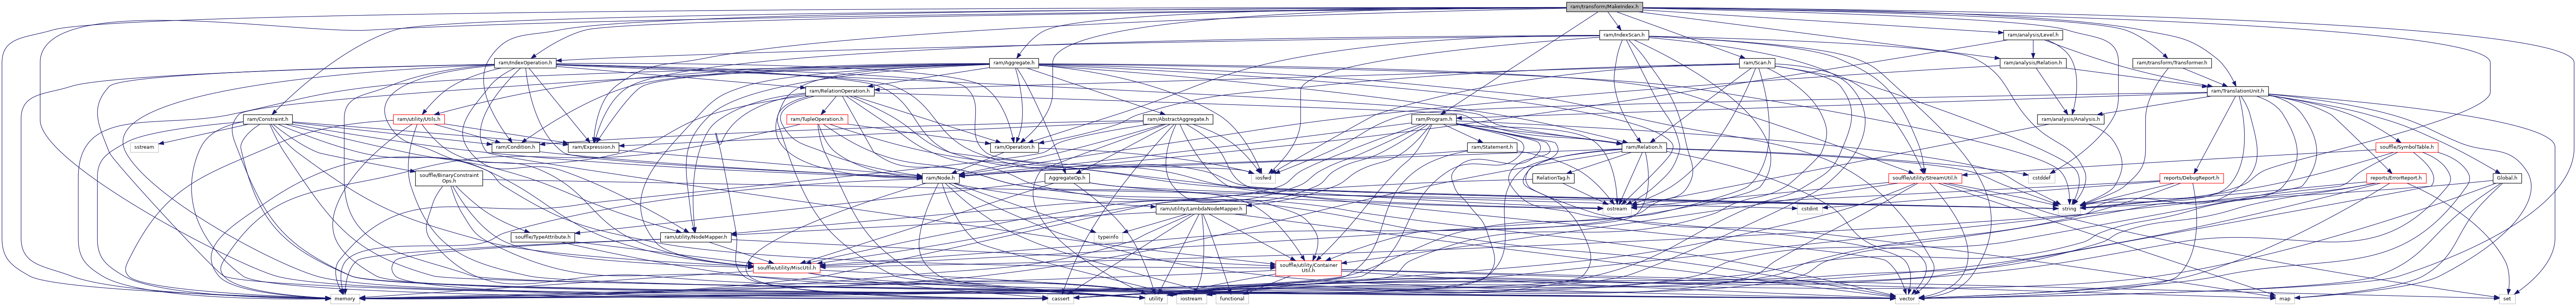 ram/transform/MakeIndex.h
ram/IndexScan.h
ram/analysis/Level.h
ram/IndexOperation.h
ram/Aggregate.h
ram/Scan.h
ram/analysis/Relation.h
ram/transform/Transformer.h
ram/RelationOperation.h
ram/TranslationUnit.h
ram/Constraint.h
ram/utility/Utils.h
ram/TupleOperation.h
ram/AbstractAggregate.h
ram/Program.h
ram/analysis/Analysis.h
sstream
ram/Condition.h
ram/Expression.h
ram/Operation.h
ram/Statement.h
ram/Relation.h
souffle/SymbolTable.h
souffle/BinaryConstraint
Ops.h
ram/Node.h
AggregateOp.h
iosfwd
RelationTag.h
souffle/utility/StreamUtil.h
cstddef
reports/DebugReport.h
reports/ErrorReport.h
Global.h
ram/utility/LambdaNodeMapper.h
ostream
cstdint
string
souffle/TypeAttribute.h
ram/utility/NodeMapper.h
typeinfo
souffle/utility/MiscUtil.h
souffle/utility/Container
Util.h
memory
cassert
utility
iostream
functional
vector
map
set